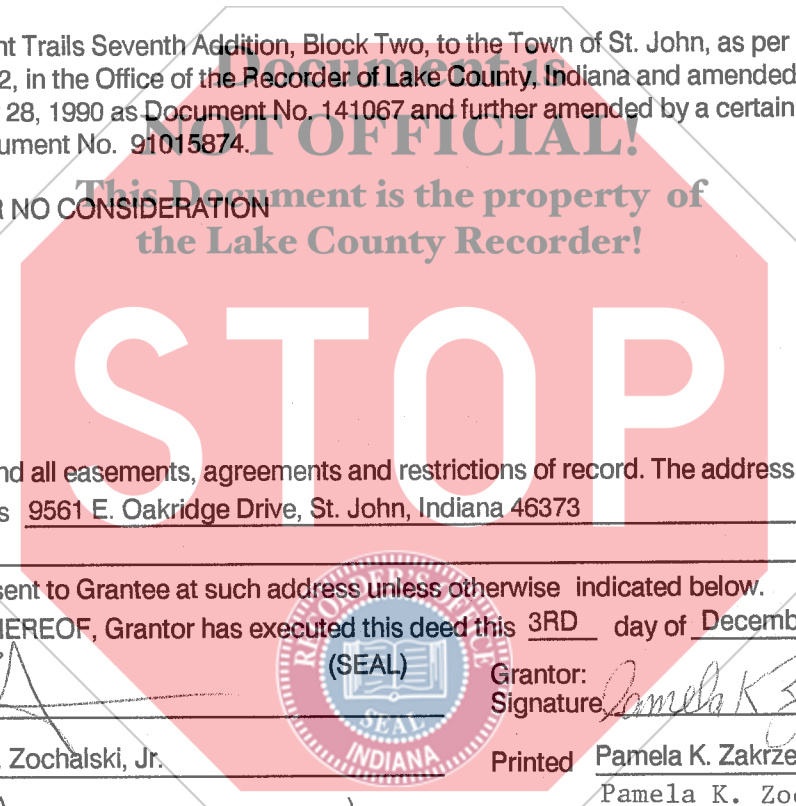 nt Trails Seventh Addition, Block Two, to the Town of St. John, as per
Document is
2, in the Office of the Recorder of Lake County, Indiana and amended
28, 1990 as Document No. 141067 and further amended by a certain
NOT OFFICIAL!
ument No. 91015874.
This Document is the property of
R NO CONSIDERATION
the Lake County Recorder!
STOP
nd all easements, agreements and restrictions of record. The address
s 9561 E. Oakridge Drive, St. John, Indiana 46373
sent to Grantee at such address unless otherwise indicated below.
HEREOF, Grantor has executed this deed this 3RD day of Decemb
RECORDER'S OFFICE
(SEAL)
Grantor:
Signature Pamela K
SEAL
INDIANA
. Zochalski, Jr.
Printed Pamela K. Zakrze
Pamela K. Zoc